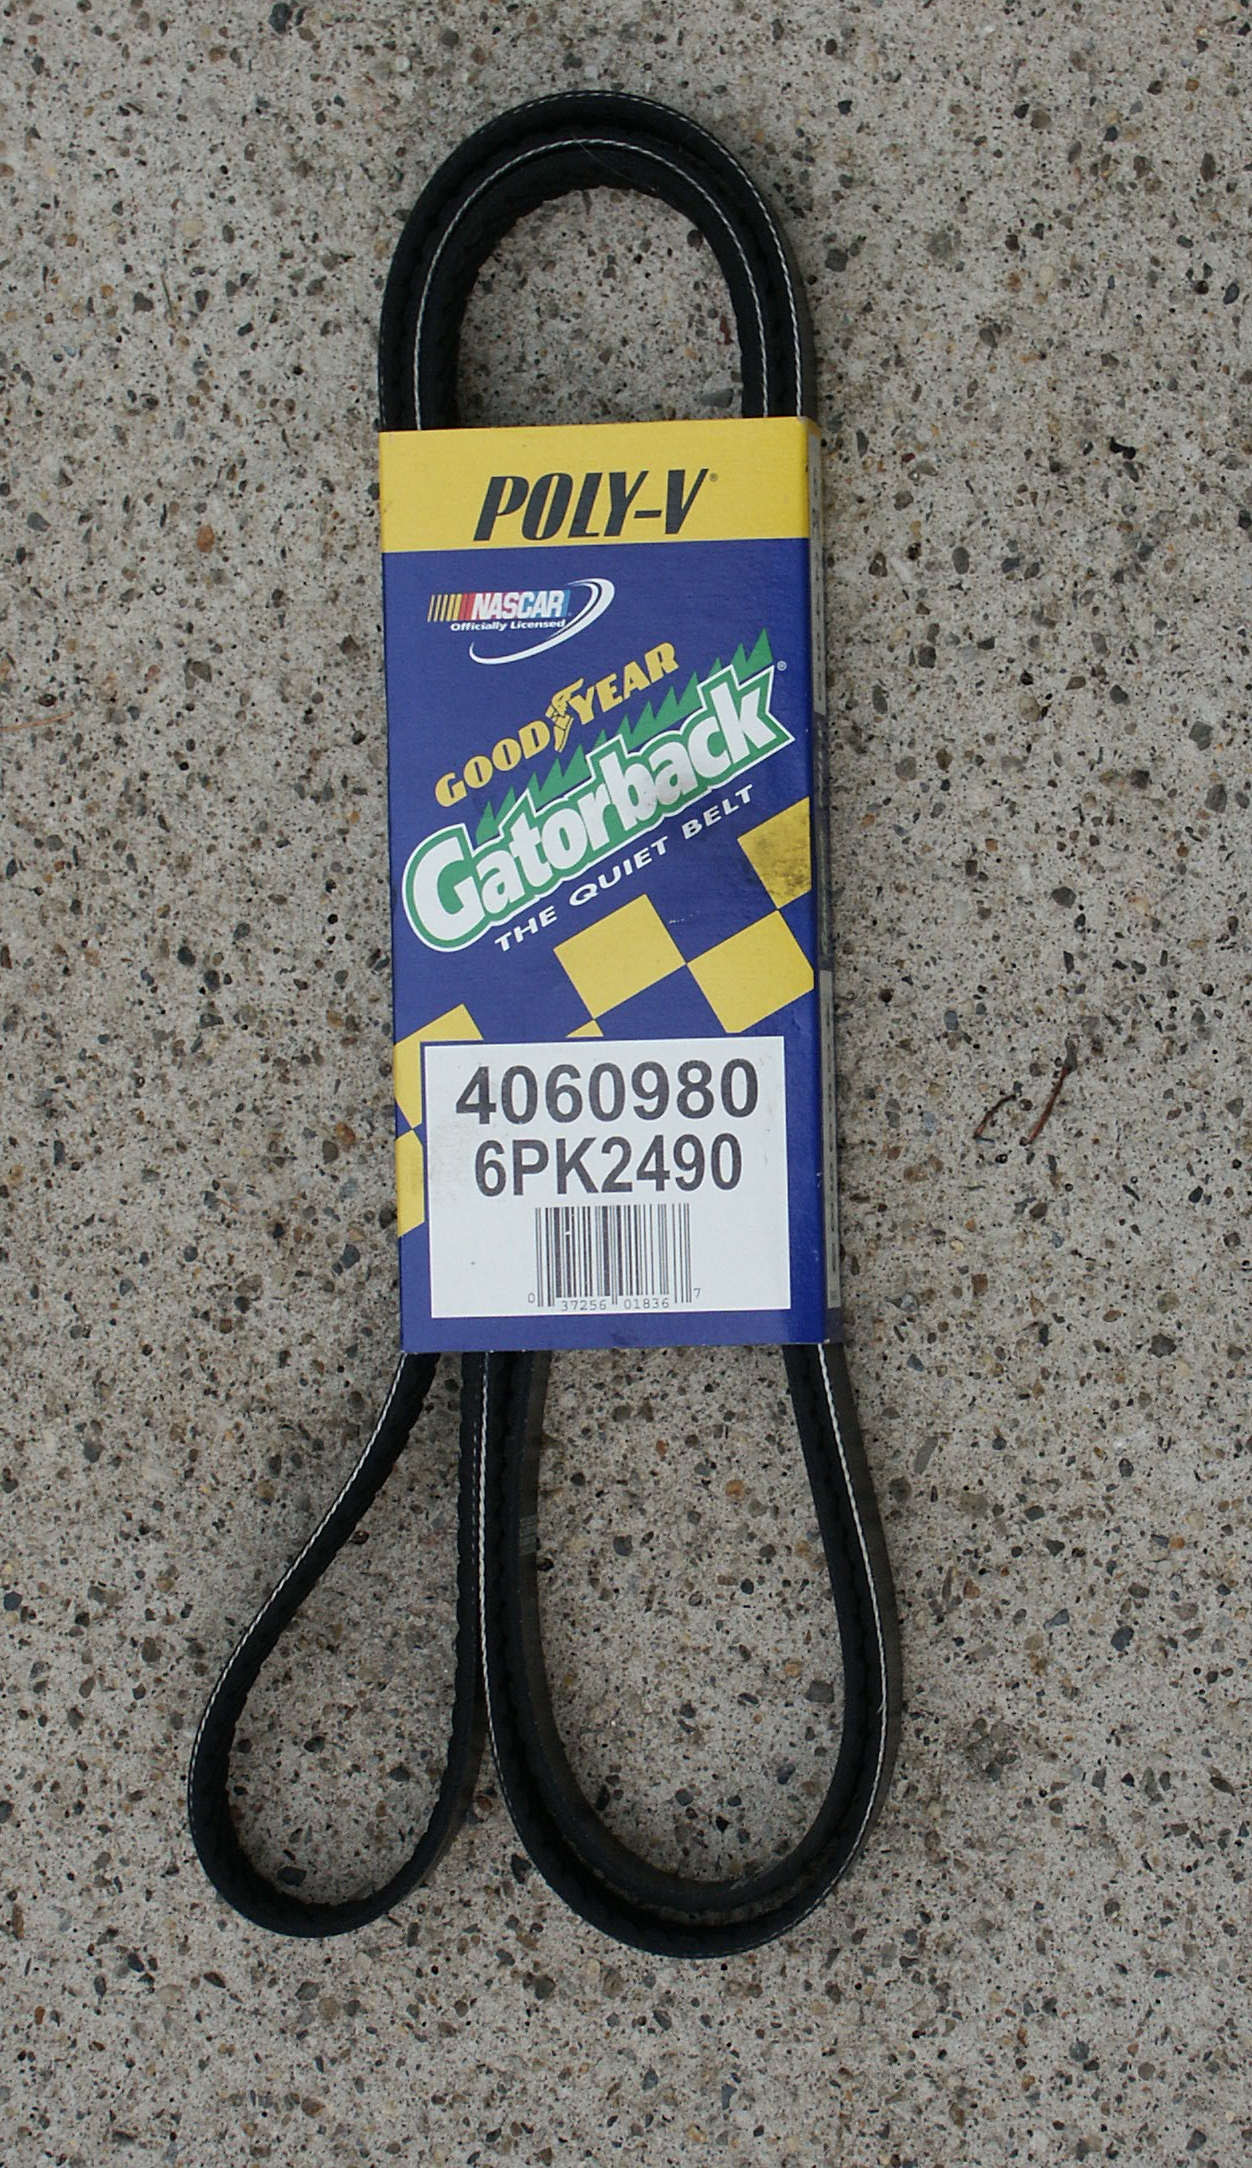 POLY-V®
NASCAR
Officially Licensed
GOODYEAR
Gatorback®
THE QUIET BELT
4060980
6PK2490
0 37256 01836 7